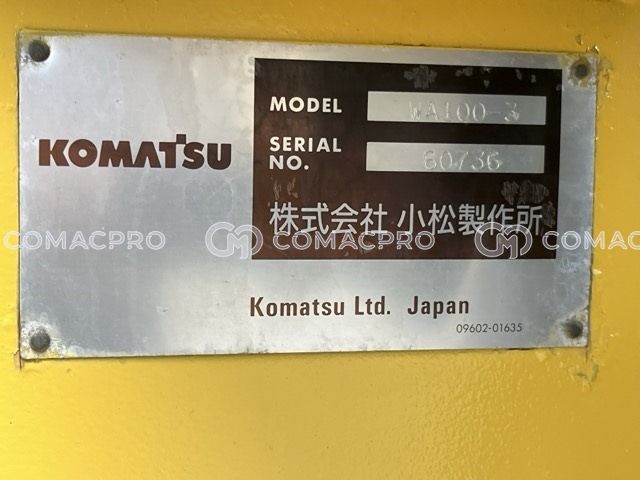 KOMATSU
MODEL WA100-3
SERIAL NO. 60736
株式会社 小松製作所
COMACPRO COMACPRO COMACPRO
Komatsu Ltd. Japan
09602-01635